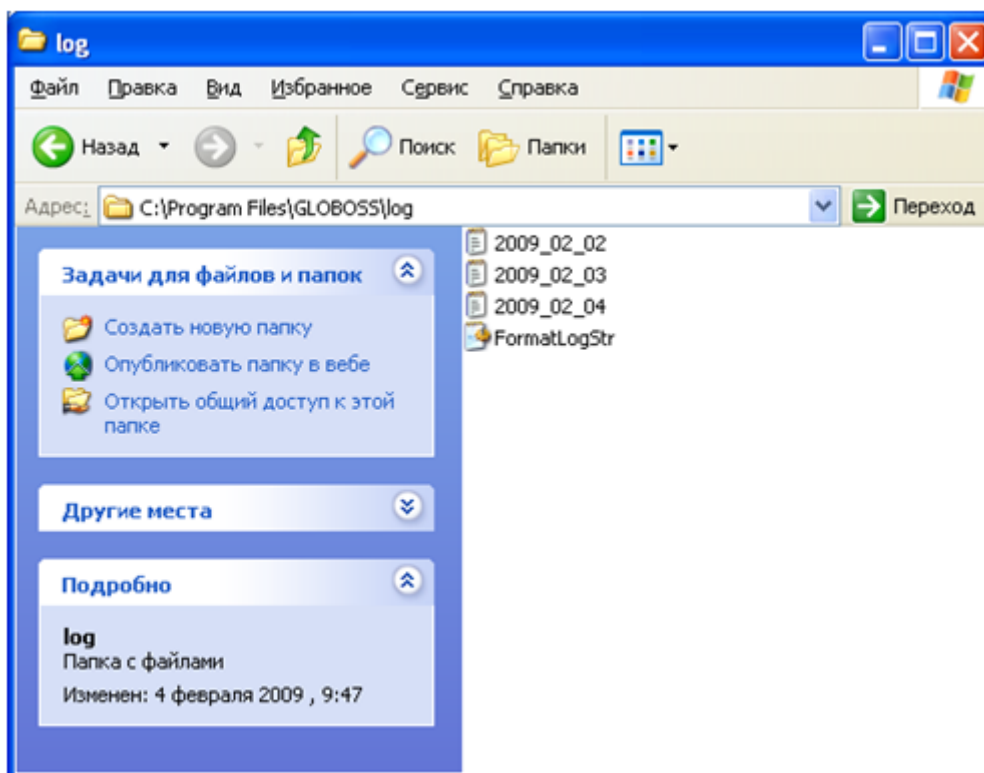 log
Файл Правка Вид Избранное Сервис Справка
Назад Поиск Папки
Адрес: C:\Program Files\GLOBOSS\log Переход
Задачи для файлов и папок
Создать новую папку
Опубликовать папку в вебе
Открыть общий доступ к этой
папке
Другие места
Подробно
log
Папка с файлами
Изменен: 4 февраля 2009 , 9:47
2009_02_02
2009_02_03
2009_02_04
FormatLogStr